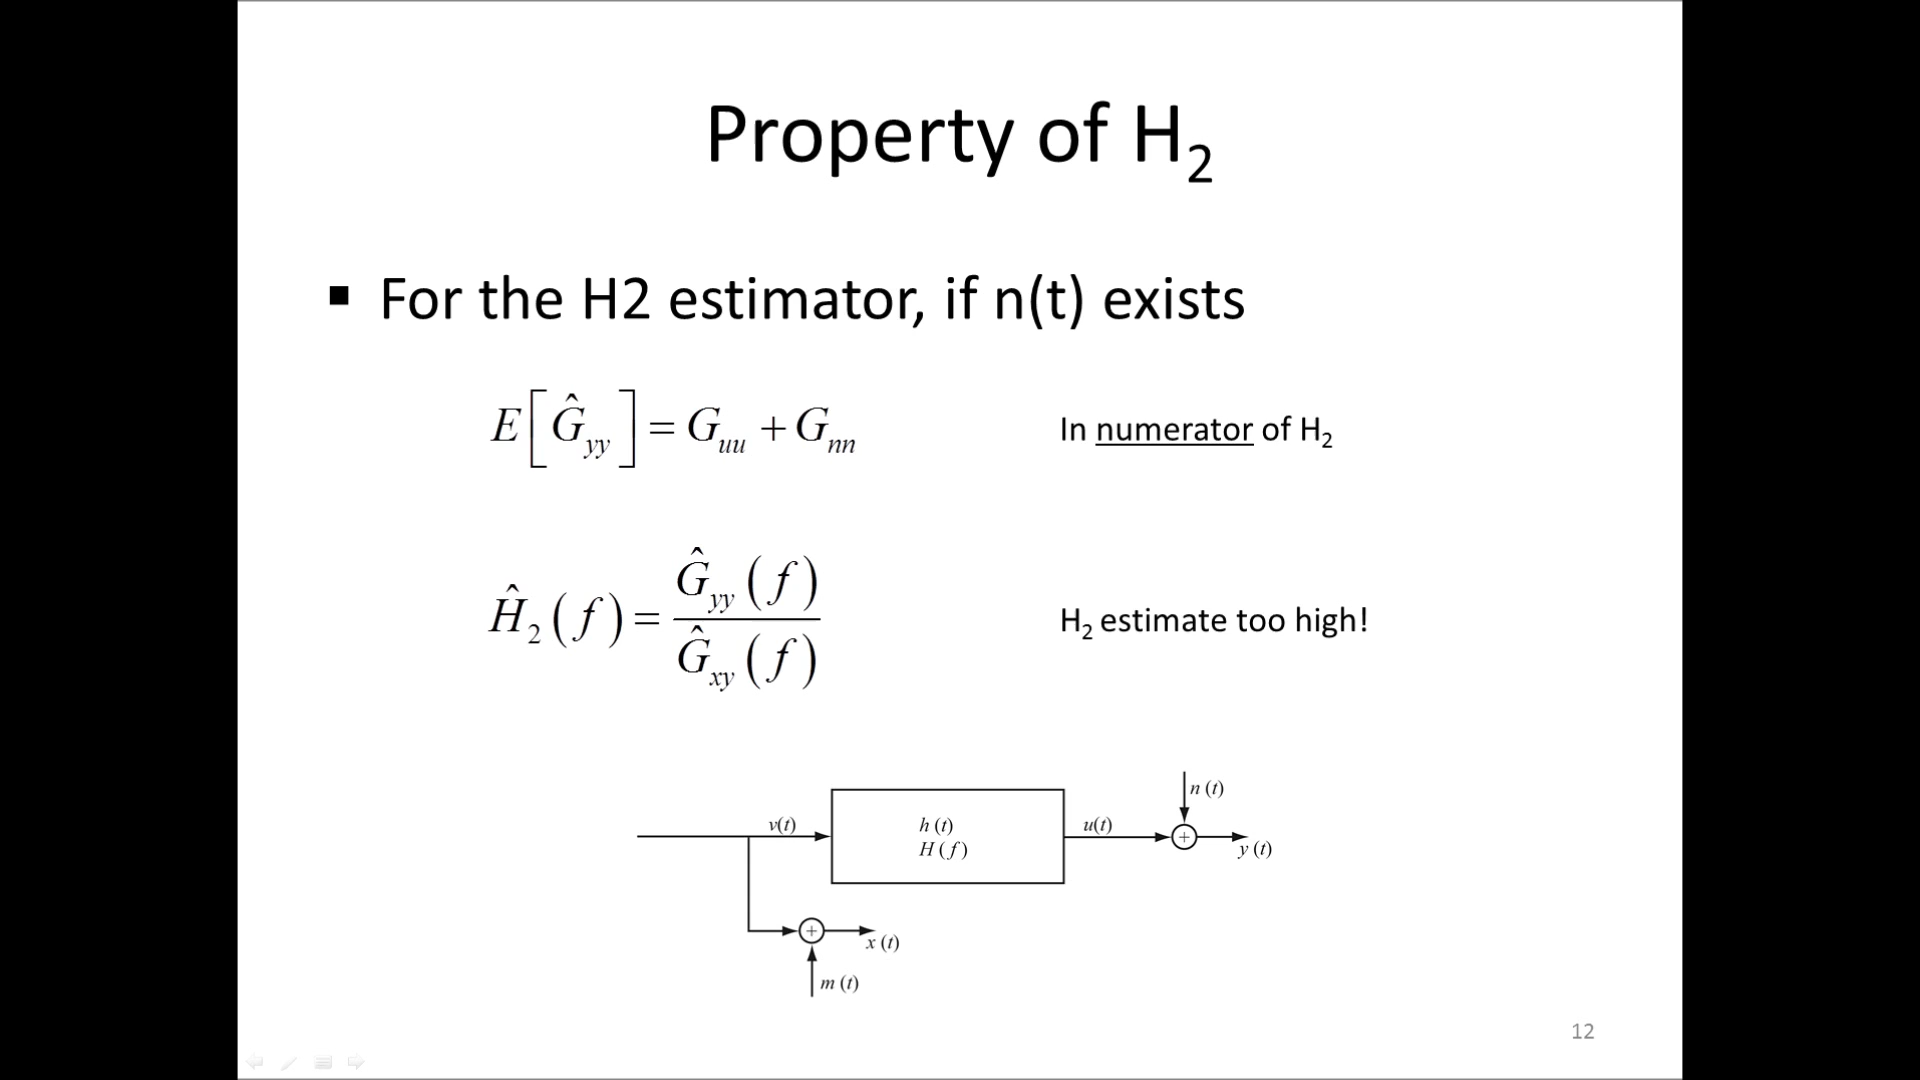 Property of H₂
▪ For the H2 estimator, if n(t) exists
E[Ĝyy] = Guu + Gnn
In numerator of H₂
Ĥ₂(f) = Ĝyy(f) / Ĝxy(f)
H₂ estimate too high!
n (t)
v(t)
h (t)
u(t)
H (f)
y (t)
x (t)
m (t)
12